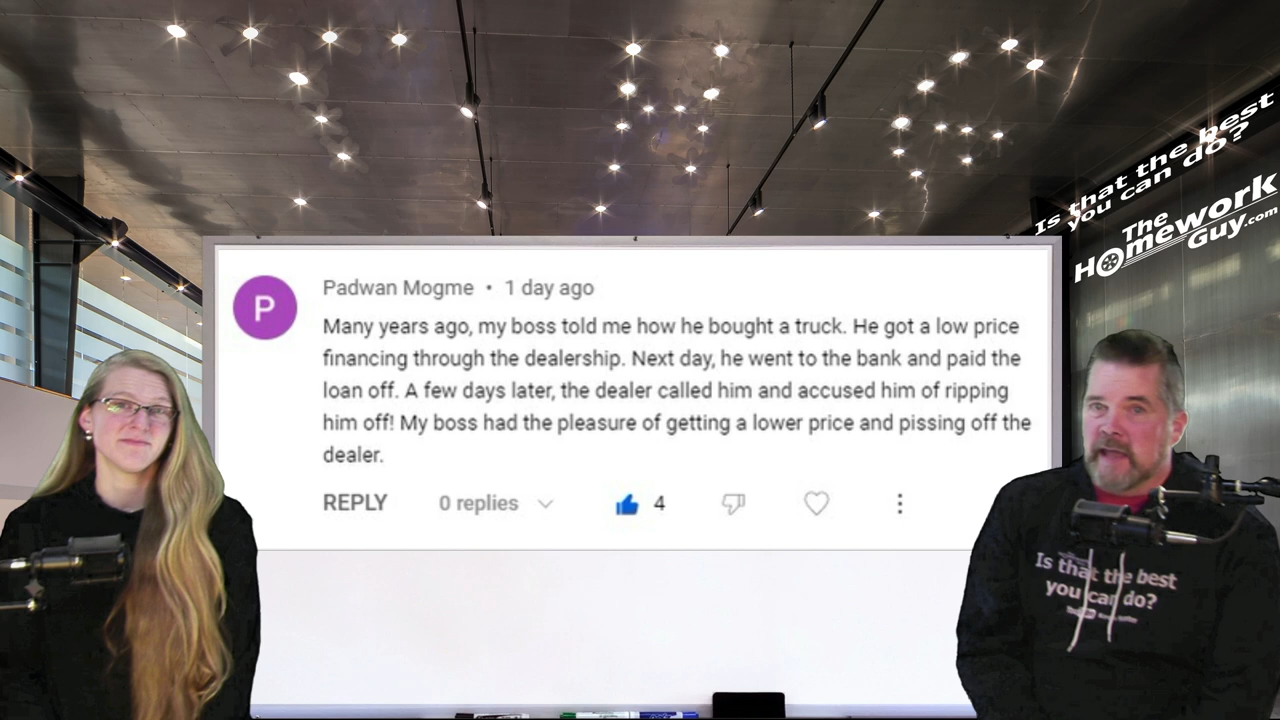 Is that the best
you can do?
The
Homework
Guy.com
Padwan Mogme • 1 day ago
P
Many years ago, my boss told me how he bought a truck. He got a low price
financing through the dealership. Next day, he went to the bank and paid the
loan off. A few days later, the dealer called him and accused him of ripping
him off! My boss had the pleasure of getting a lower price and pissing off the
dealer.
REPLY 0 replies 4
Is that the best
you can do?